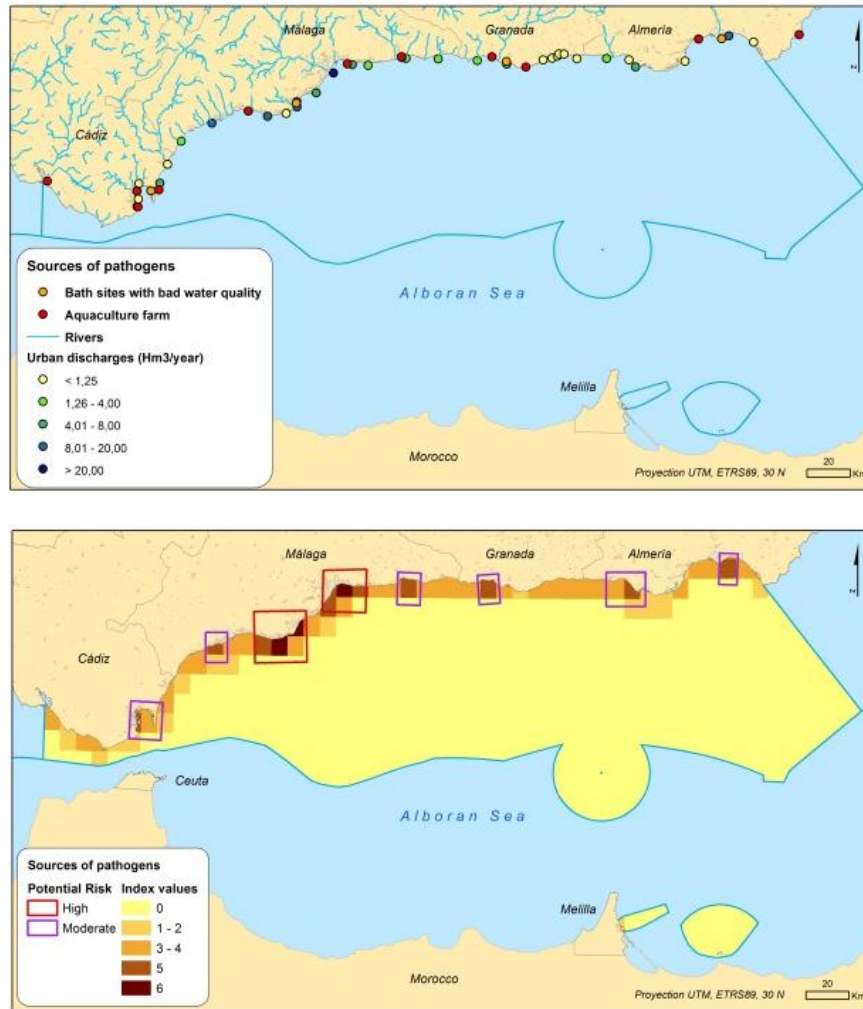 Málaga
Granada
Almería
Cádiz
z
Sources of pathogens
Bath sites with bad water quality
Aquaculture farm
Rivers
Urban discharges (Hm3/year)
< 1,25
1,26 - 4,00
4,01 - 8,00
8,01 - 20,00
> 20,00
Alboran Sea
Melilla
Morocco
Proyection UTM, ETRS89, 30 N
20
Km
Málaga
Granada
Almería
Cádiz
z
Ceuta
Alboran Sea
Sources of pathogens
Potential Risk
Index values
High
Moderate
0
1 - 2
3 - 4
5
6
Melilla
Morocco
Proyection UTM, ETRS89, 30 N
20
Km